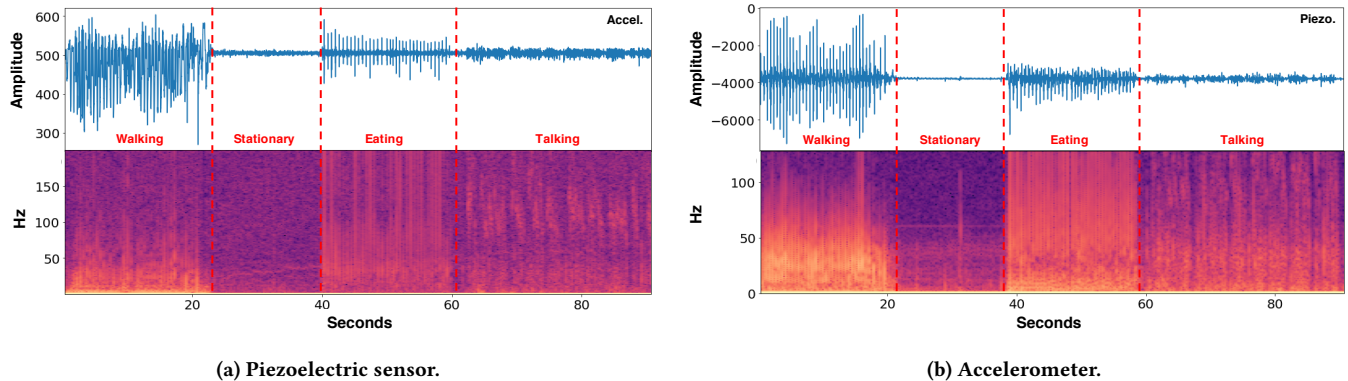 600
500
400
300
Amplitude
Accel.
Walking
Stationary
Eating
Talking
150
100
50
Hz
20
40
60
80
Seconds
(a) Piezoelectric sensor.
0
−2000
−4000
−6000
Amplitude
Piezo.
Walking
Stationary
Eating
Talking
100
50
0
Hz
0
20
40
60
80
Seconds
(b) Accelerometer.